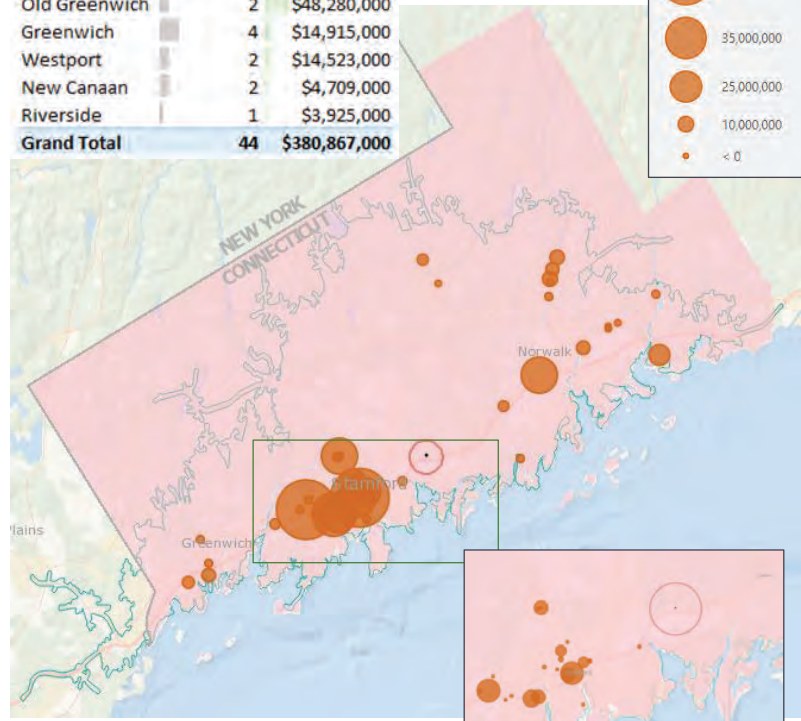 Old Greenwich 2 $48,280,000
Greenwich 4 $14,915,000
Westport 2 $14,523,000
New Canaan 2 $4,709,000
Riverside 1 $3,925,000
Grand Total 44 $380,867,000
35,000,000
25,000,000
10,000,000
< 0
NEW YORK
CONNECTICUT
Norwalk
Stamford
Plains
Greenwich